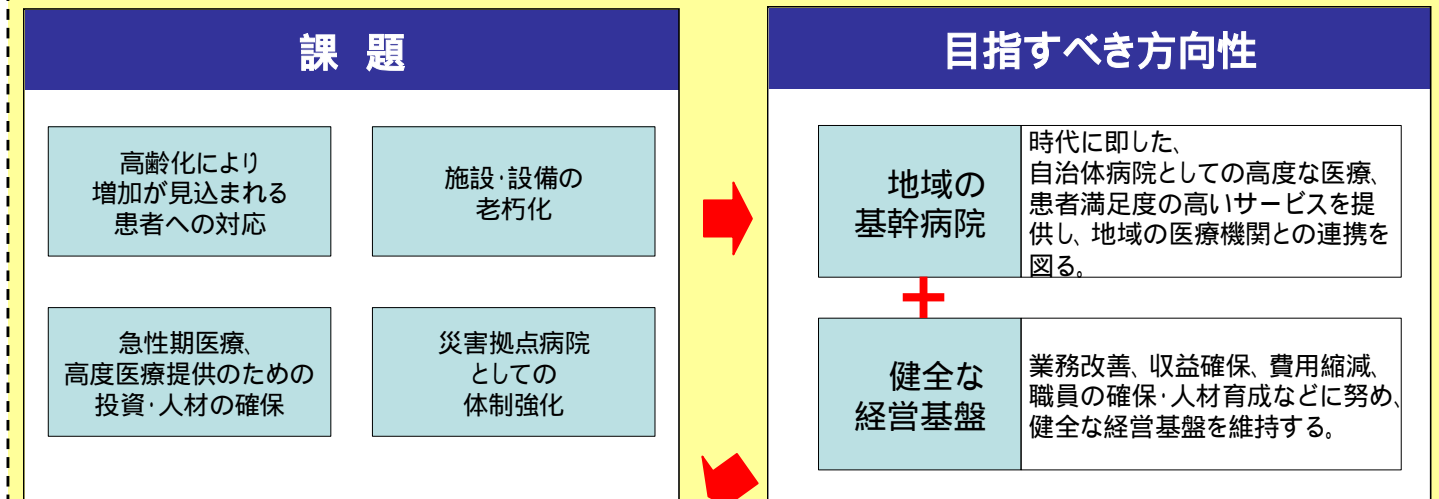 課 題
高齢化により
増加が見込まれる
患者への対応
施設・設備の
老朽化
急性期医療、
高度医療提供のための
投資・人材の確保
災害拠点病院
としての
体制強化
目指すべき方向性
地域の
基幹病院
時代に即した、
自治体病院としての高度な医療、
患者満足度の高いサービスを提
供し、地域の医療機関との連携を
図る。
+
健全な
経営基盤
業務改善、収益確保、費用縮減、
職員の確保・人材育成などに努め、
健全な経営基盤を維持する。